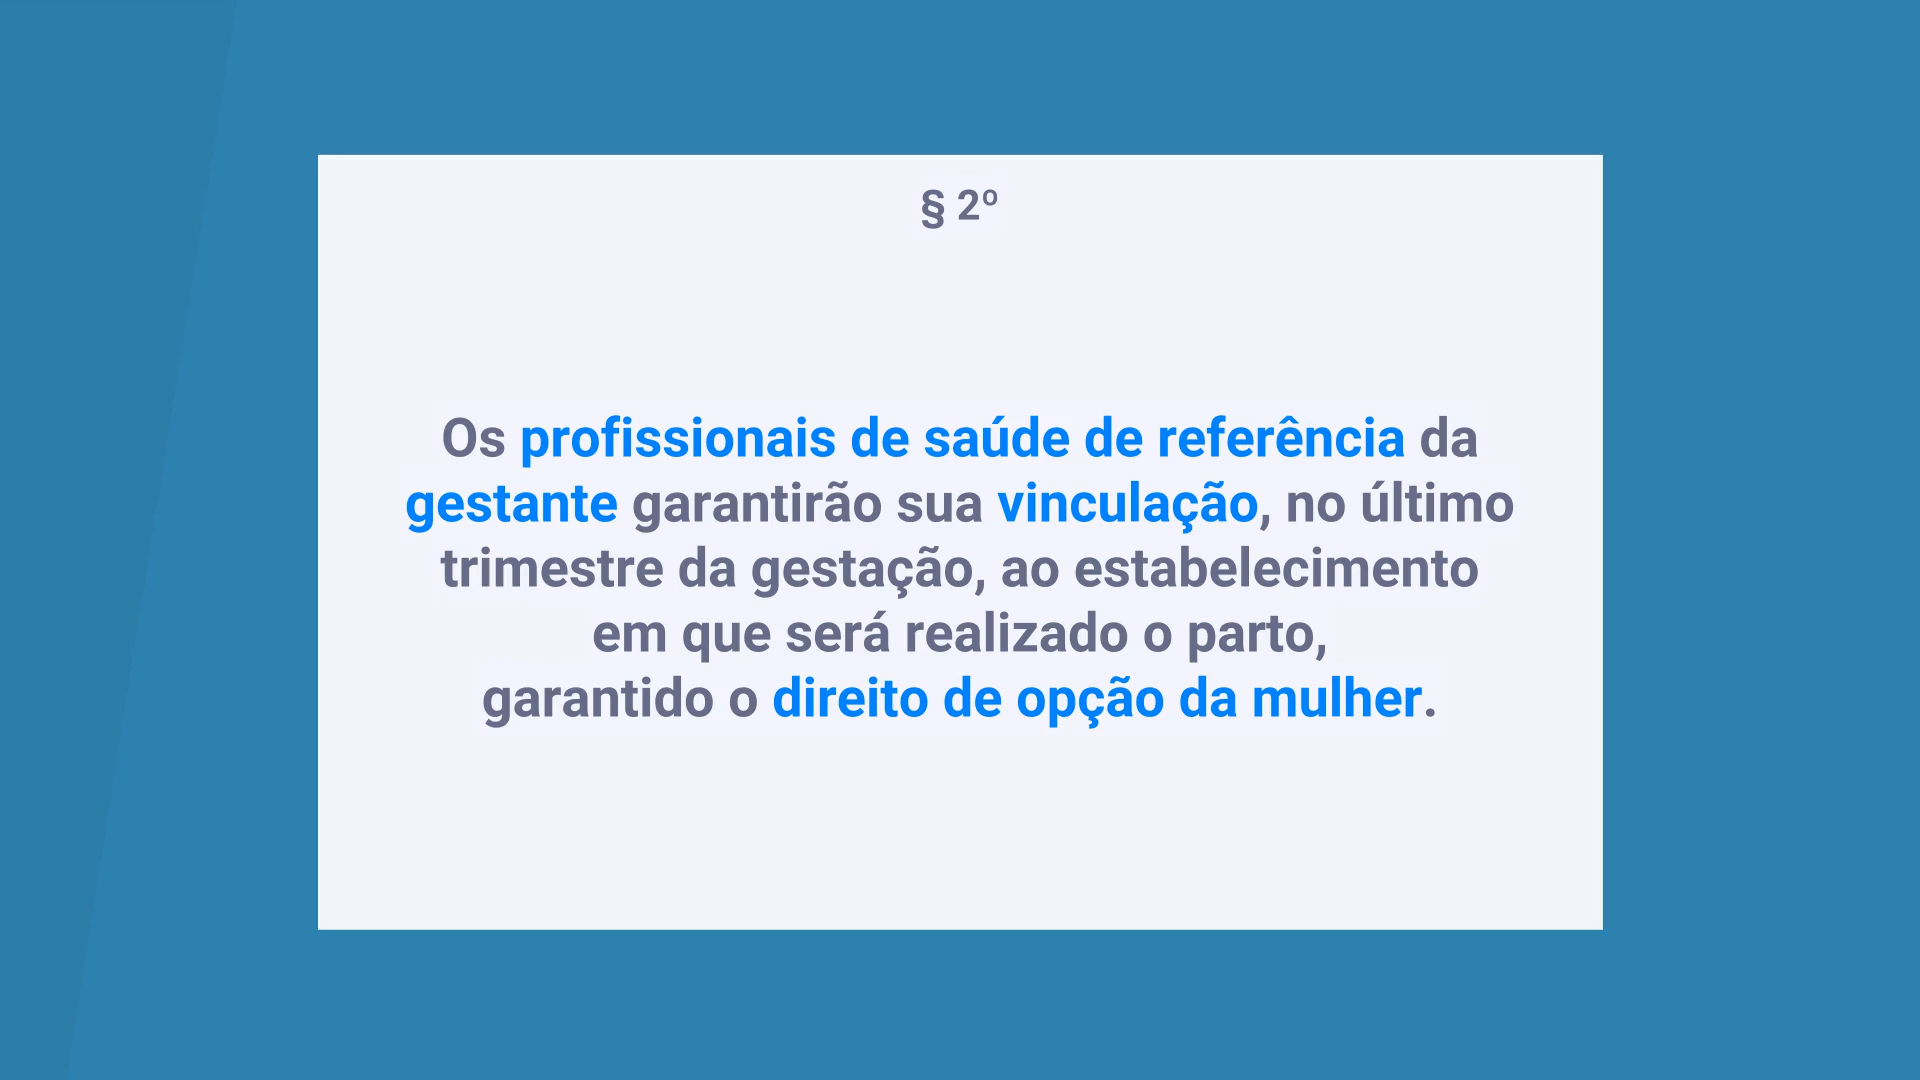 § 2º
Os profissionais de saúde de referência da
gestante garantirão sua vinculação, no último
trimestre da gestação, ao estabelecimento
em que será realizado o parto,
garantido o direito de opção da mulher.